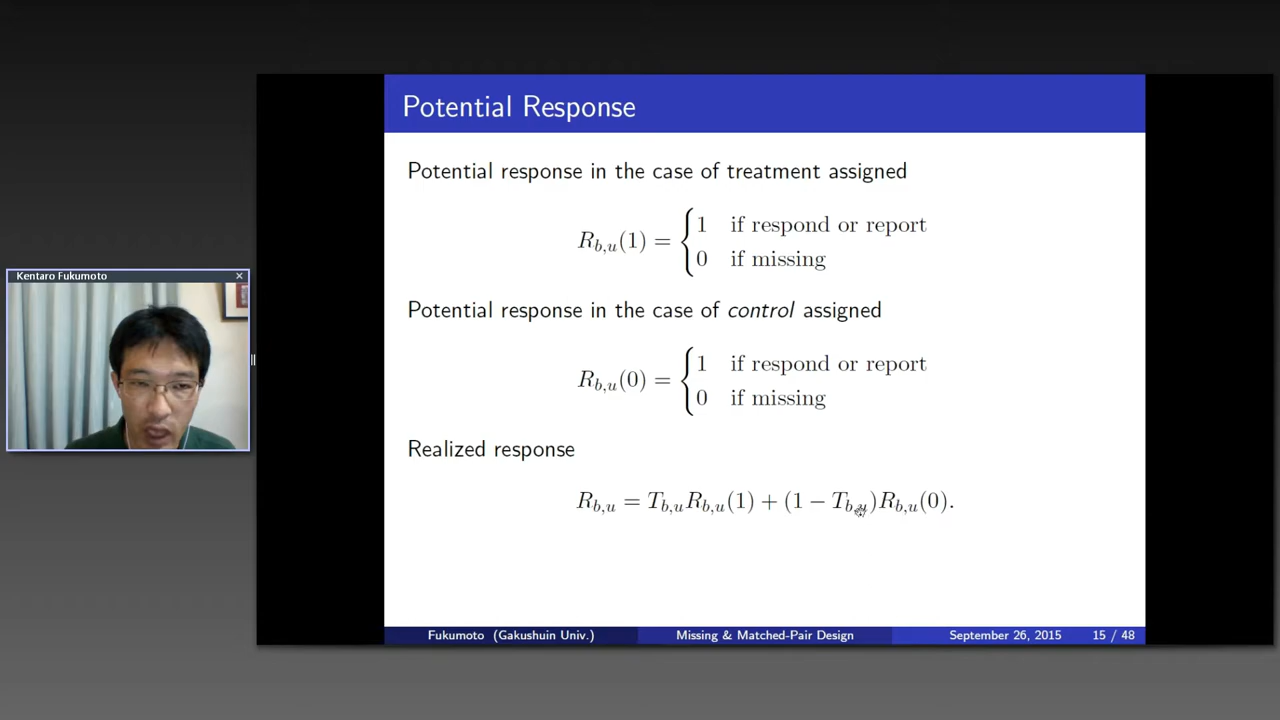 Potential Response
Potential response in the case of treatment assigned
R_{b,u}(1) = { 1 if respond or report
0 if missing
Kentaro Fukumoto ×
Potential response in the case of control assigned
R_{b,u}(0) = { 1 if respond or report
0 if missing
Realized response
R_{b,u} = T_{b,u}R_{b,u}(1) + (1 − T_{b,u})R_{b,u}(0).
Fukumoto (Gakushuin Univ.) Missing & Matched-Pair Design September 26, 2015 15 / 48